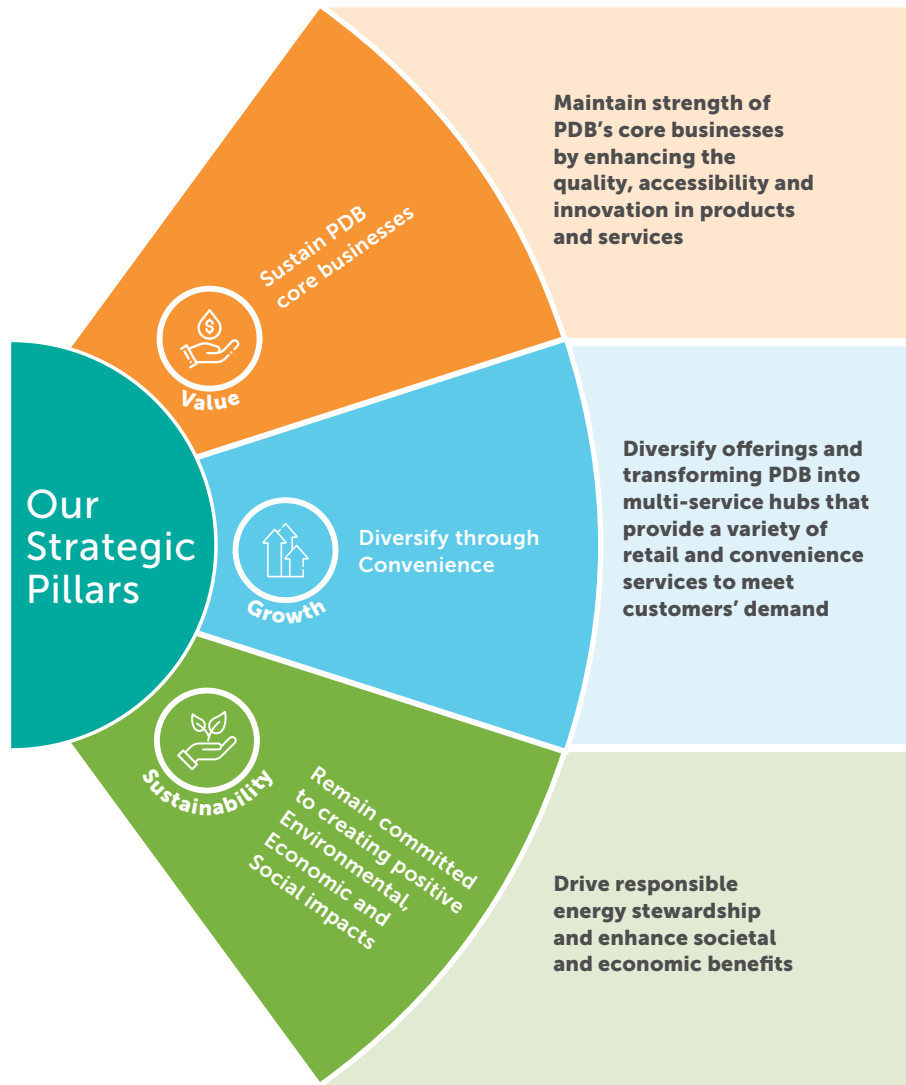 Our
Strategic
Pillars
Value
Sustain PDB
core businesses
Maintain strength of
PDB’s core businesses
by enhancing the
quality, accessibility and
innovation in products
and services
$
Growth
Diversify through
Convenience
Diversify offerings and
transforming PDB into
multi-service hubs that
provide a variety of
retail and convenience
services to meet
customers’ demand
Sustainability
Remain committed
to creating positive
Environmental,
Economic and
Social impacts
Drive responsible
energy stewardship
and enhance societal
and economic benefits